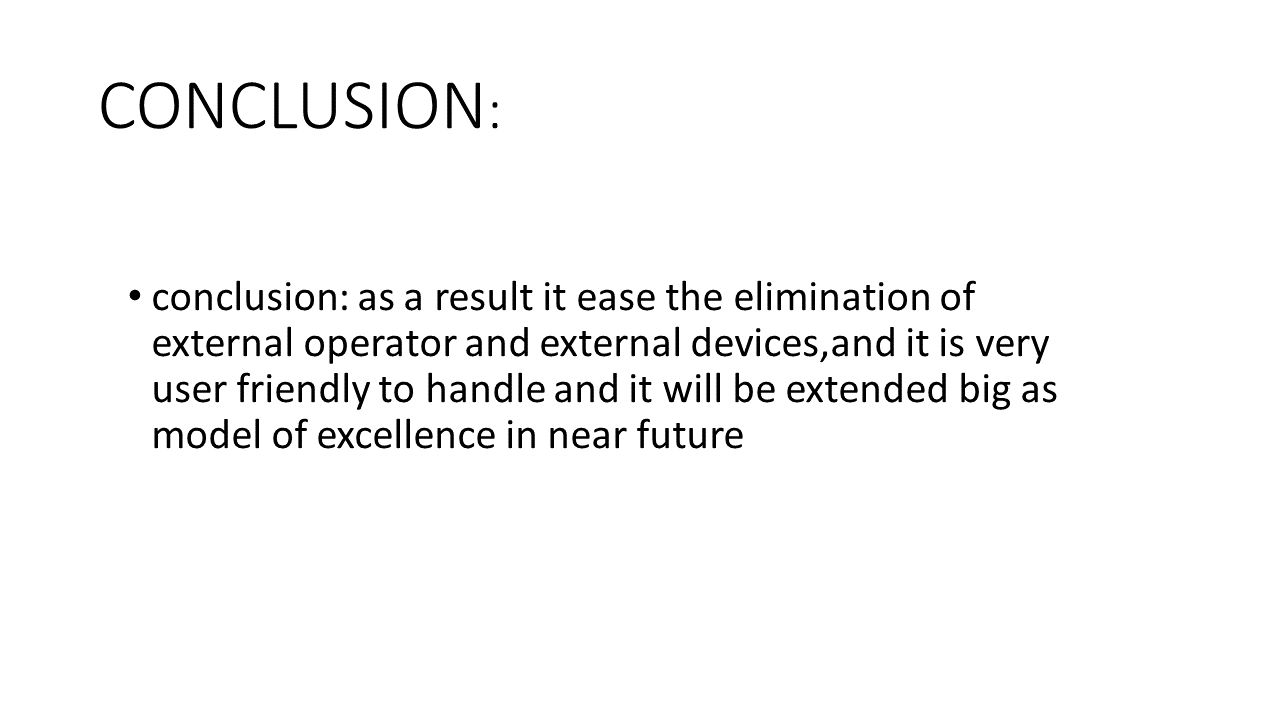 CONCLUSION:
• conclusion: as a result it ease the elimination of
external operator and external devices,and it is very
user friendly to handle and it will be extended big as
model of excellence in near future